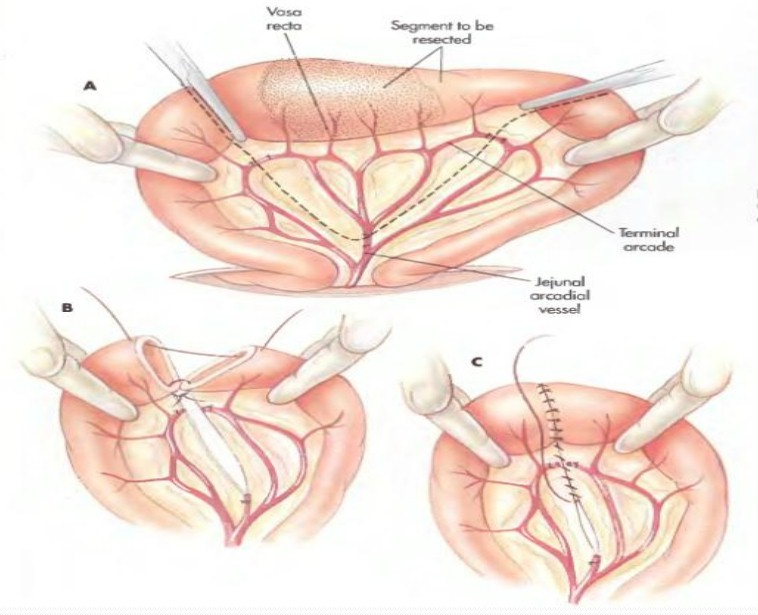 A
Vasa
recta
Segment to be
resected
Terminal
arcade
Jejunal
arcadial
vessel
B
C